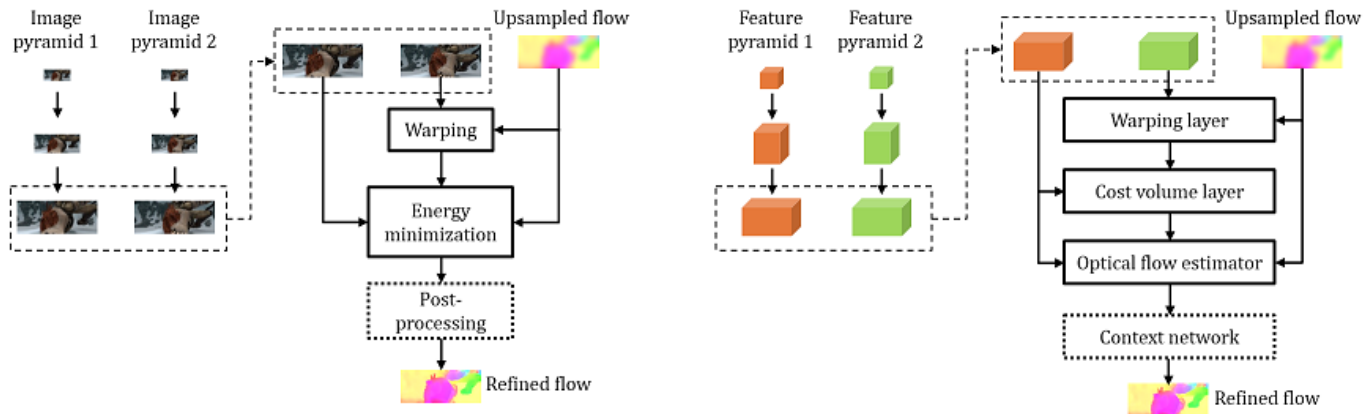 Image
pyramid 1
Image
pyramid 2
Upsampled flow
Warping
Energy
minimization
Post-
processing
Refined flow
Feature
pyramid 1
Feature
pyramid 2
Upsampled flow
Warping layer
Cost volume layer
Optical flow estimator
Context network
Refined flow